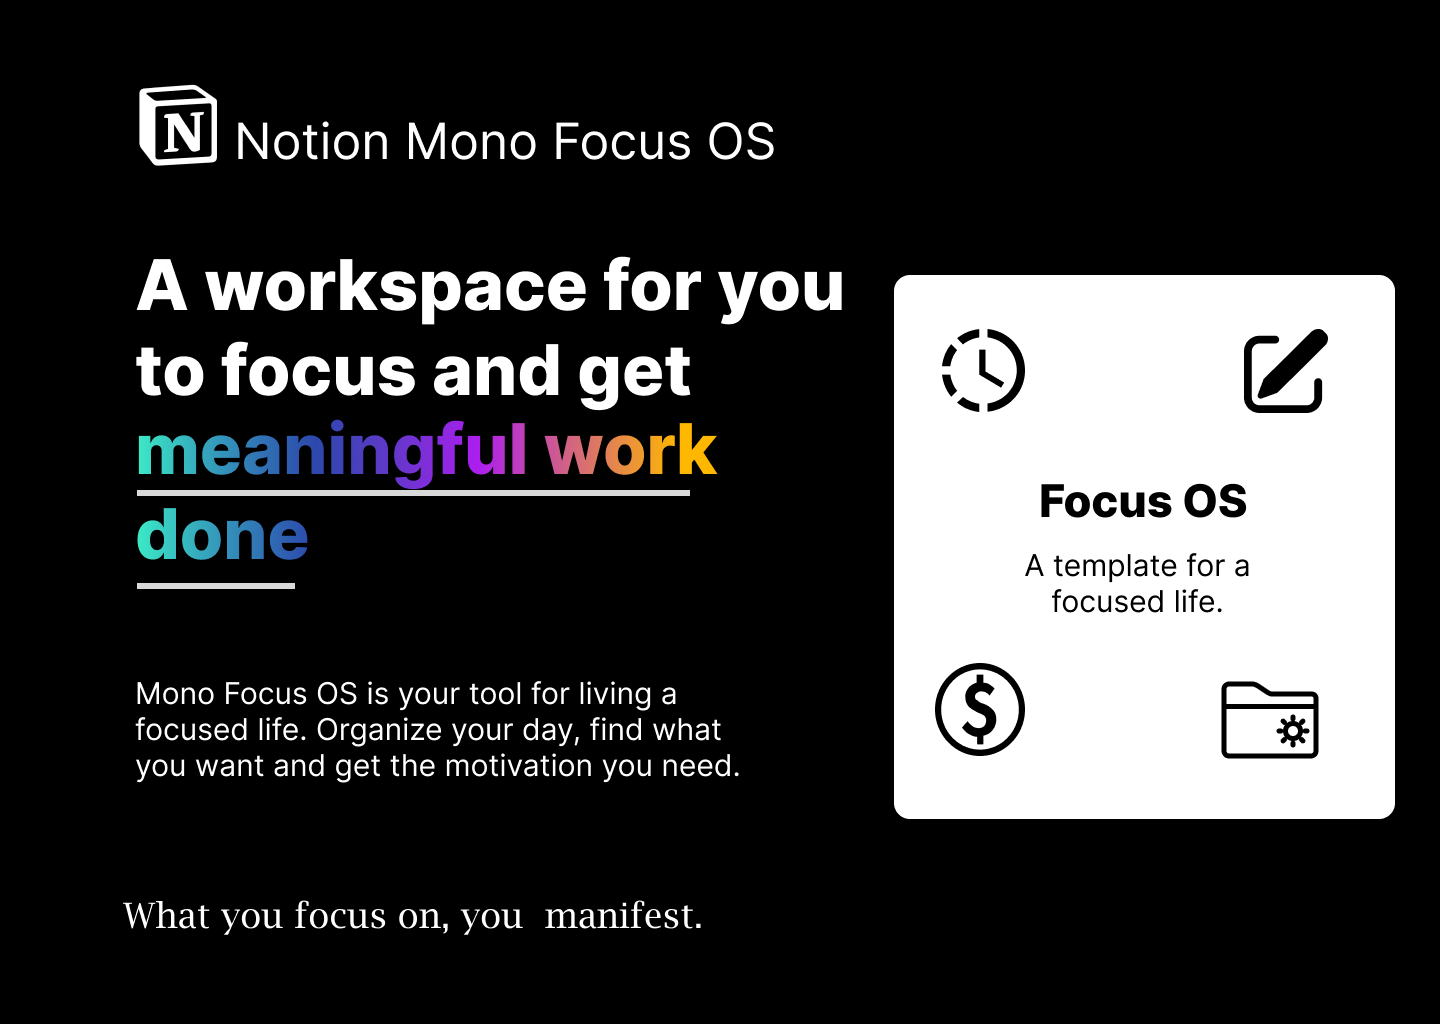 N
Notion Mono Focus OS
A workspace for you
to focus and get
meaningful work
done
Mono Focus OS is your tool for living a
focused life. Organize your day, find what
you want and get the motivation you need.
What you focus on, you  manifest.
Focus OS
A template for a
focused life.
$